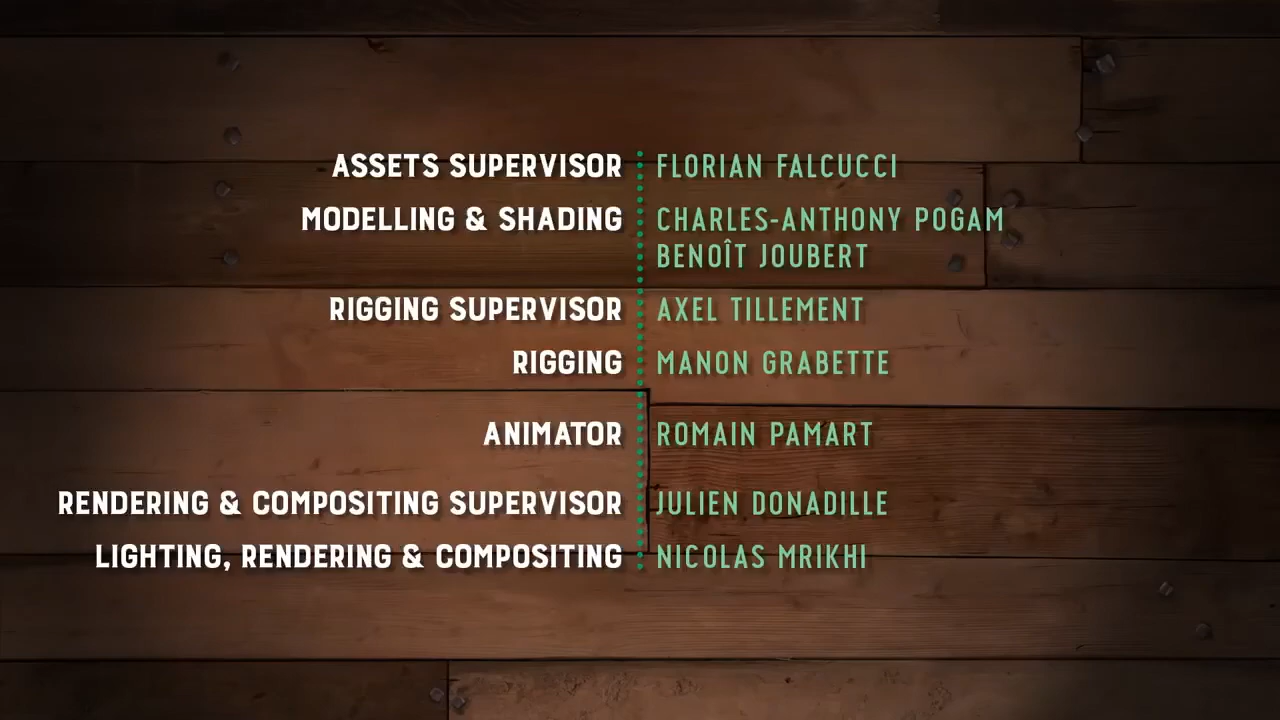 ASSETS SUPERVISOR FLORIAN FALCUCCI
MODELLING & SHADING CHARLES-ANTHONY POGAM
BENOÎT JOUBERT
RIGGING SUPERVISOR AXEL TILLEMENT
RIGGING MANON GRABETTE
ANIMATOR ROMAIN PAMART
RENDERING & COMPOSITING SUPERVISOR JULIEN DONADILLE
LIGHTING, RENDERING & COMPOSITING NICOLAS MRIKHI